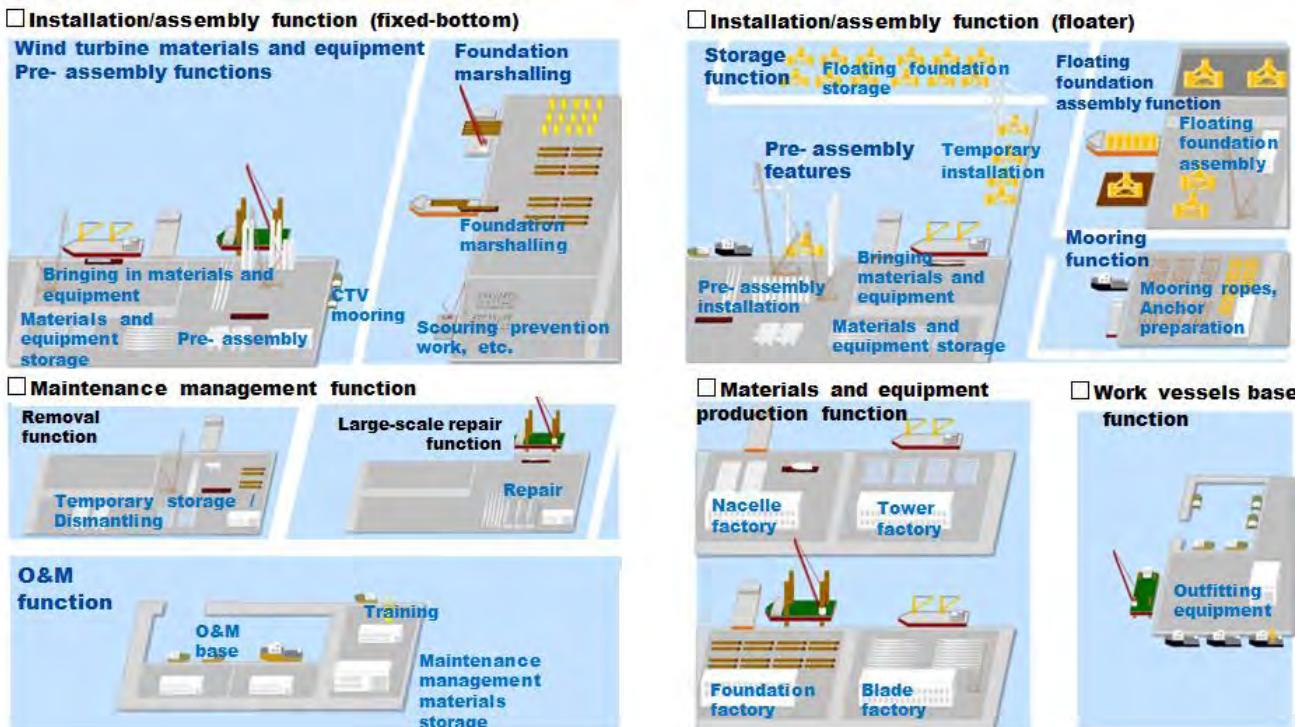 □ Installation/assembly function (fixed-bottom)
Wind turbine materials and equipment
Pre- assembly functions
Foundation
marshalling
Foundation
marshalling
Bringing in materials and
equipment
CTV
mooring
Materials and
equipment
storage
Pre- assembly
Scouring prevention
work, etc.
□ Installation/assembly function (floater)
Storage
function
Floating foundation
storage
Floating
foundation
assembly function
Floating
foundation
assembly
Pre- assembly
features
Temporary
installation
Mooring
function
Bringing
materials and
equipment
Pre- assembly
installation
Materials and
equipment storage
Mooring ropes,
Anchor
preparation
□ Maintenance management function
Removal
function
Temporary storage /
Dismantling
Large-scale repair
function
Repair
O&M
function
Training
O&M
base
Maintenance
management
materials
storage
□ Materials and equipment
production function
Nacelle
factory
Tower
factory
Foundation
factory
Blade
factory
□ Work vessels base
function
Outfitting
equipment